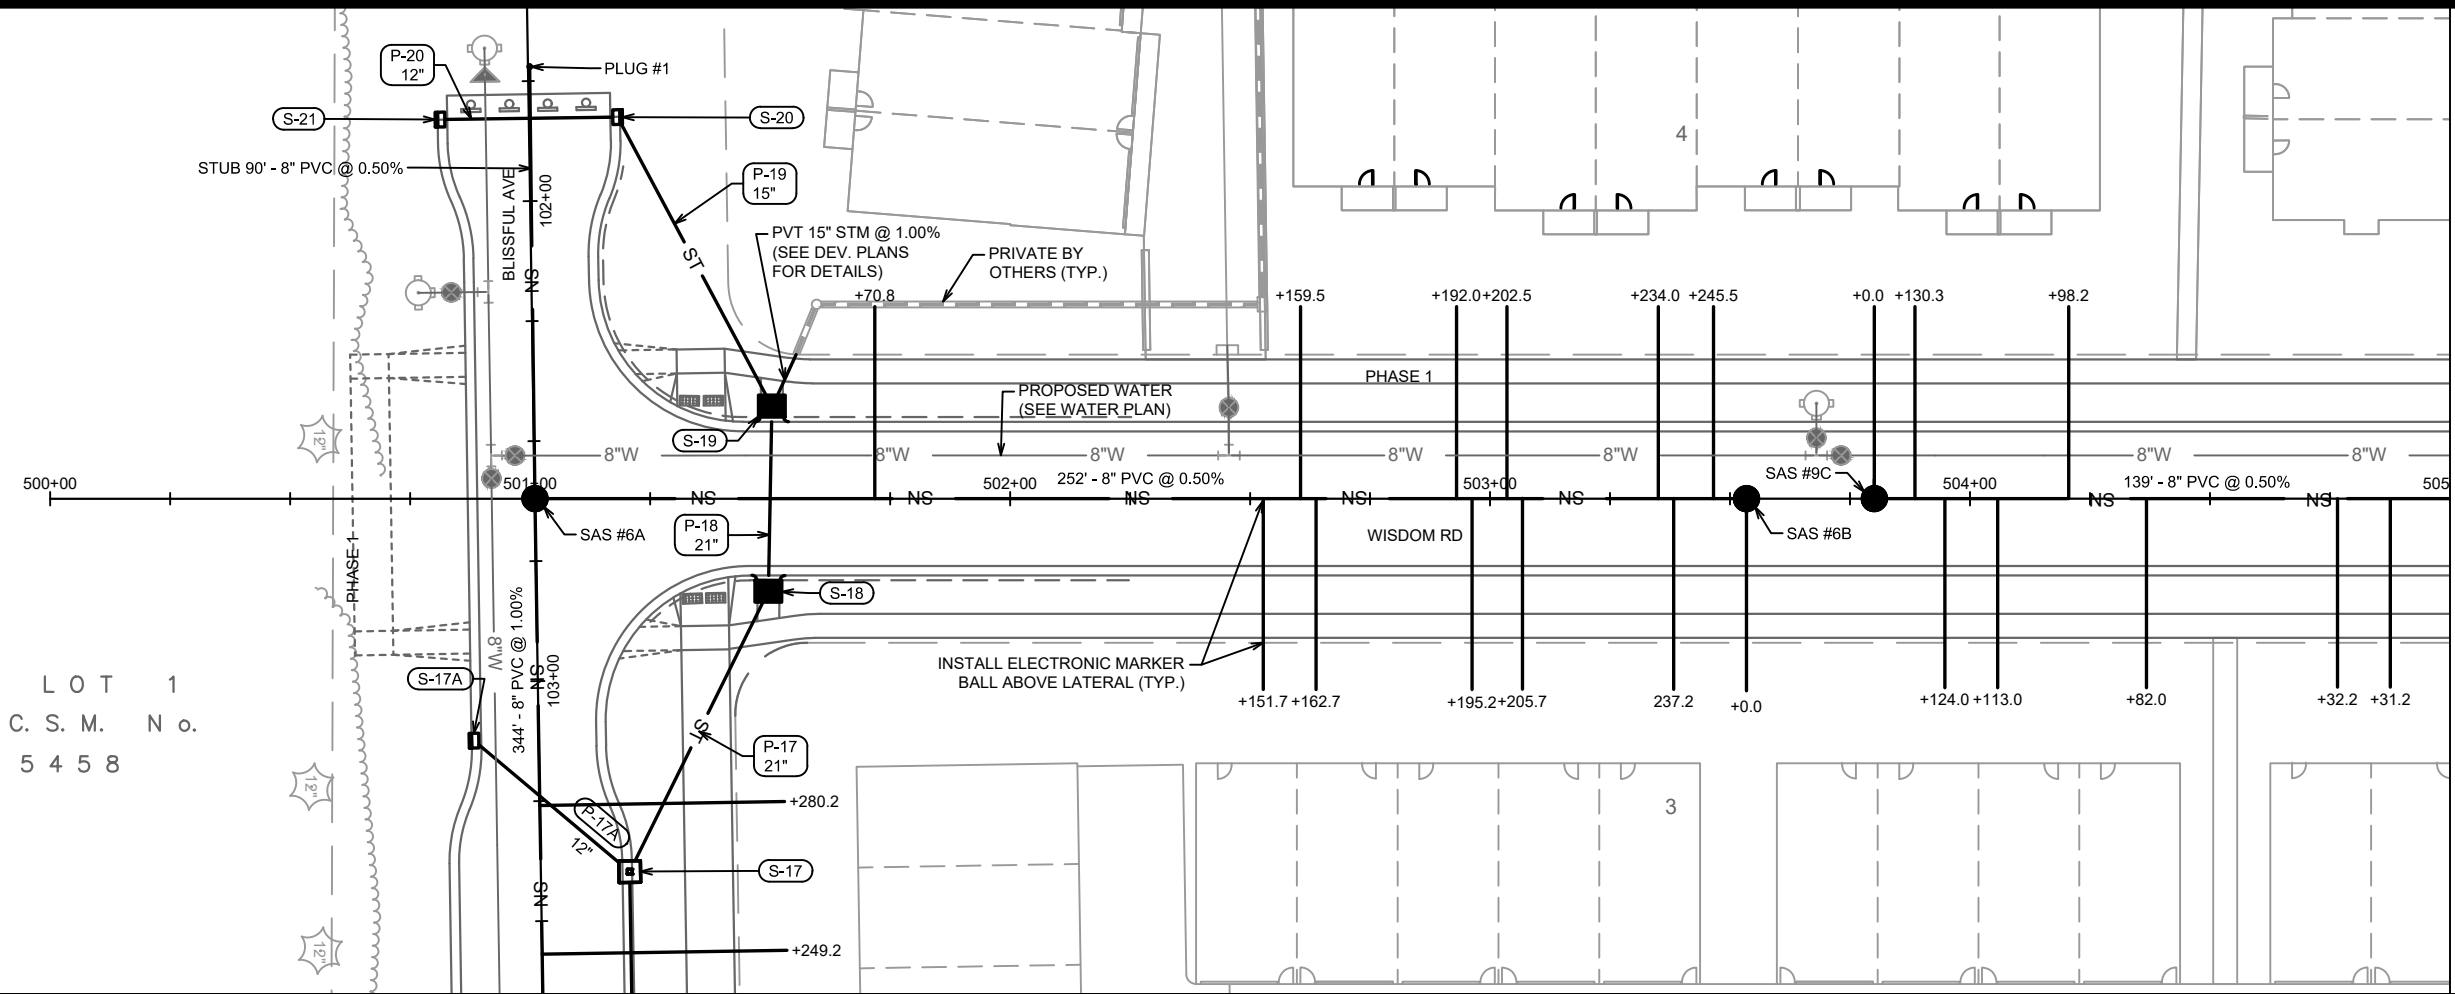 P-20
12"
PLUG #1
S-21
S-20
STUB 90' - 8" PVC @ 0.50%
BLISSFUL AVE
102+00
P-19
15"
ST
PVT 15" STM @ 1.00%
(SEE DEV. PLANS
FOR DETAILS)
PRIVATE BY
OTHERS (TYP.)
4
NS
+70.8
+159.5
+192.0
+202.5
+234.0
+245.5
+0.0
+130.3
+98.2
PHASE 1
PROPOSED WATER
(SEE WATER PLAN)
S-19
12"
8"W
8"W
8"W
8"W
8"W
8"W
8"W
500+00
501+00
502+00
252' - 8" PVC @ 0.50%
503+00
SAS #9C
504+00
139' - 8" PVC @ 0.50%
505
NS
NS
NS
NS
NS
NS
NS
SAS #6A
P-18
21"
WISDOM RD
SAS #6B
PHASE 1
S-18
8"W
344' - 8" PVC @ 1.00%
NS
103+00
INSTALL ELECTRONIC MARKER
BALL ABOVE LATERAL (TYP.)
+151.7
+162.7
+195.2
+205.7
237.2
+0.0
+124.0
+113.0
+82.0
+32.2
+31.2
LOT 1
C.S.M. No.
5458
S-17A
ST
P-17
21"
12"
+280.2
P-17A
12"
3
S-17
NS
12"
+249.2